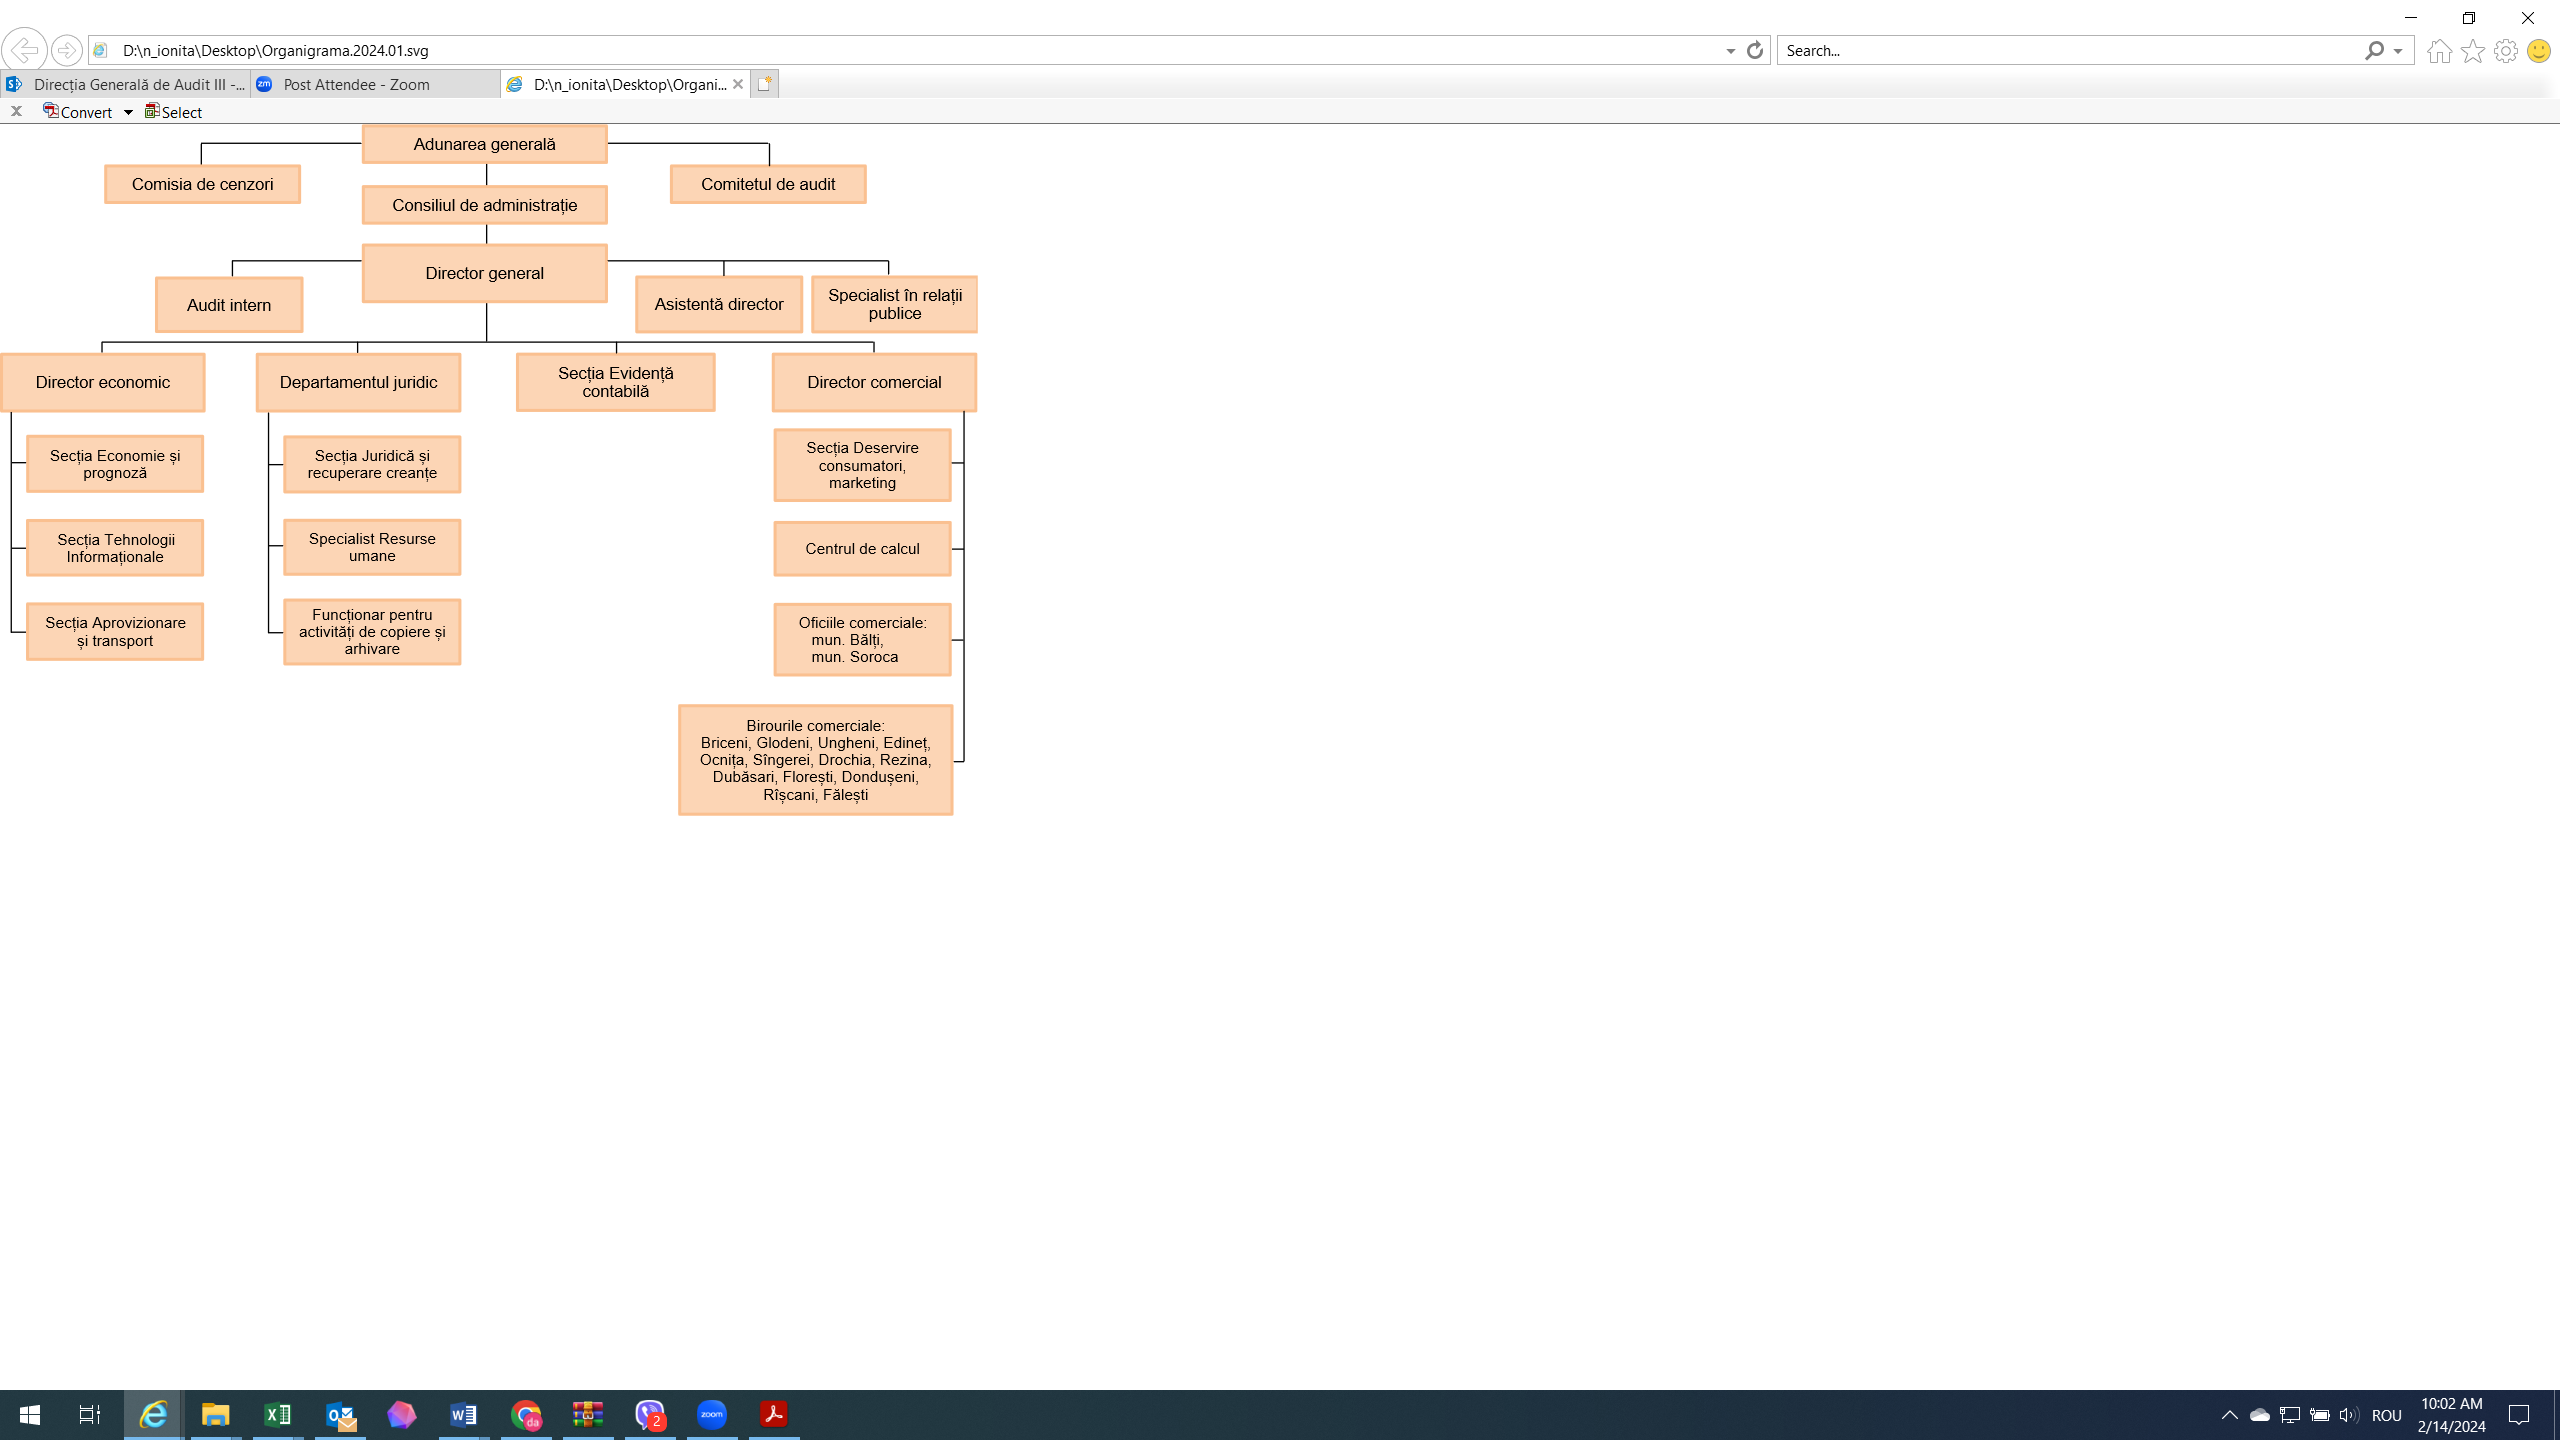 D:\n_ionita\Desktop\Organigrama.2024.01.svg
Search...
Direcția Generală de Audit III -...
Post Attendee - Zoom
D:\n_ionita\Desktop\Organi...
Convert
Select
Adunarea generală
Comisia de cenzori
Comitetul de audit
Consiliul de administrație
Director general
Audit intern
Asistentă director
Specialist în relații
publice
Director economic
Departamentul juridic
Secția Evidență
contabilă
Director comercial
Secția Economie și
prognoză
Secția Juridică și
recuperare creanțe
Secția Deservire
consumatori,
marketing
Secția Tehnologii
Informaționale
Specialist Resurse
umane
Centrul de calcul
Secția Aprovizionare
și transport
Funcționar pentru
activități de copiere și
arhivare
Oficiile comerciale:
mun. Bălți,
mun. Soroca
Birourile comerciale:
Briceni, Glodeni, Ungheni, Edineț,
Ocnița, Sîngerei, Drochia, Rezina,
Dubăsari, Florești, Dondușeni,
Rîșcani, Fălești
da
2
zoom
ROU
10:02 AM
2/14/2024